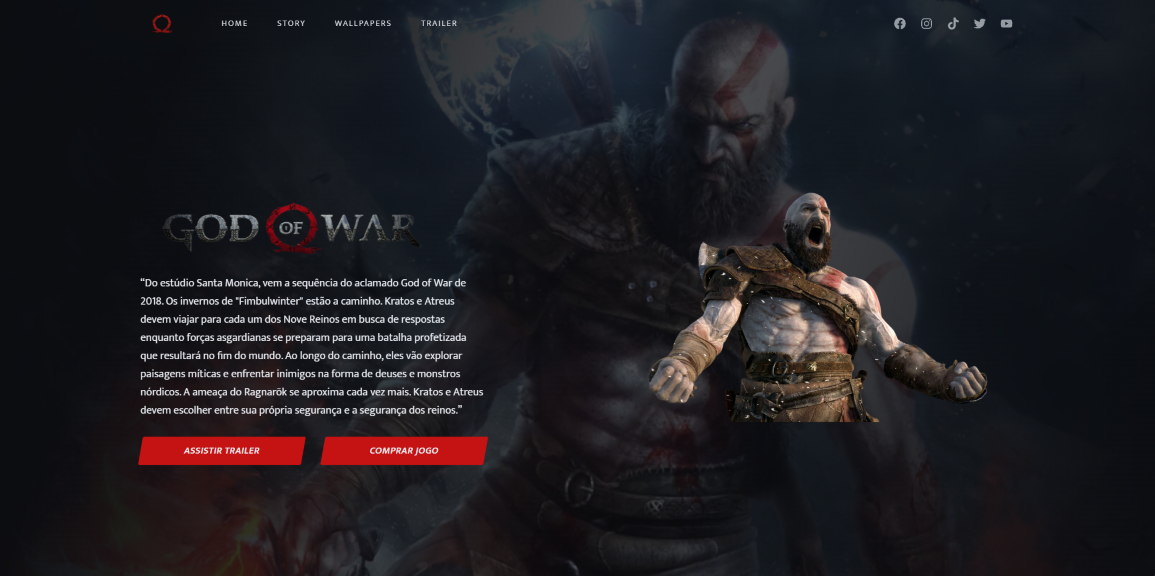 HOME STORY WALLPAPERS TRAILER
GOD OF WAR
“Do estúdio Santa Monica, vem a sequência do aclamado God of War de
2018. Os invernos de "Fimbulwinter" estão a caminho. Kratos e Atreus
devem viajar para cada um dos Nove Reinos em busca de respostas
enquanto forças asgardianas se preparam para uma batalha profetizada
que resultará no fim do mundo. Ao longo do caminho, eles vão explorar
paisagens míticas e enfrentar inimigos na forma de deuses e monstros
nórdicos. A ameaça do Ragnarök se aproxima cada vez mais. Kratos e Atreus
devem escolher entre sua própria segurança e a segurança dos reinos.”
ASSISTIR TRAILER COMPRAR JOGO